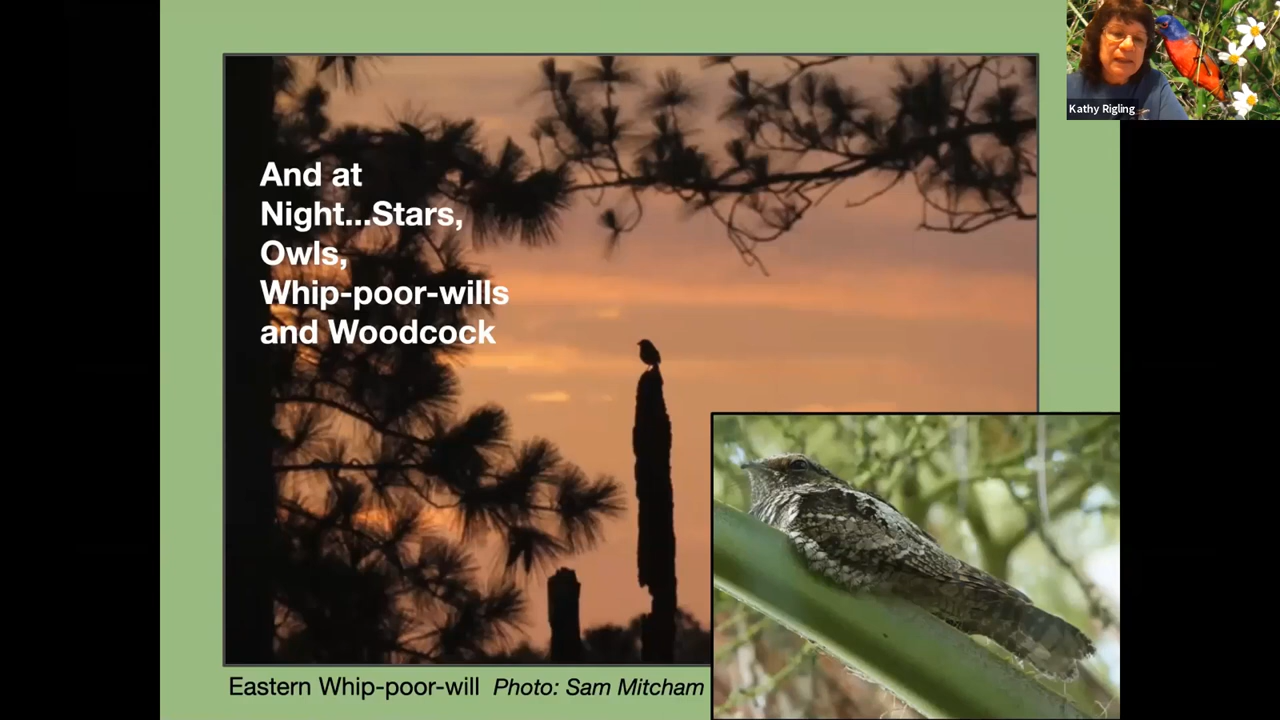 Kathy Rigling
And at
Night...Stars,
Owls,
Whip-poor-wills
and Woodcock
Eastern Whip-poor-will Photo: Sam Mitcham